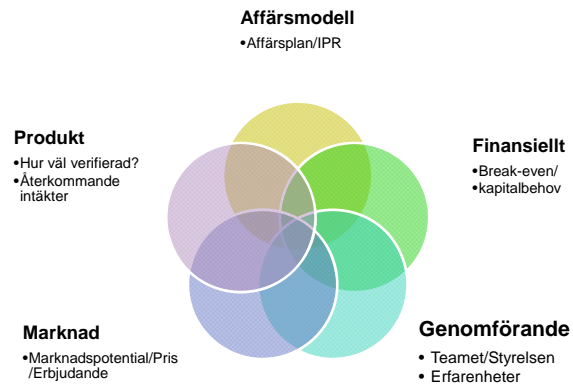 Affärsmodell
•Affärsplan/IPR
Produkt
•Hur väl verifierad?
•Återkommande
intäkter
Finansiellt
•Break-even/
•kapitalbehov
Marknad
•Marknadspotential/Pris
/Erbjudande
Genomförande
• Teamet/Styrelsen
• Erfarenheter